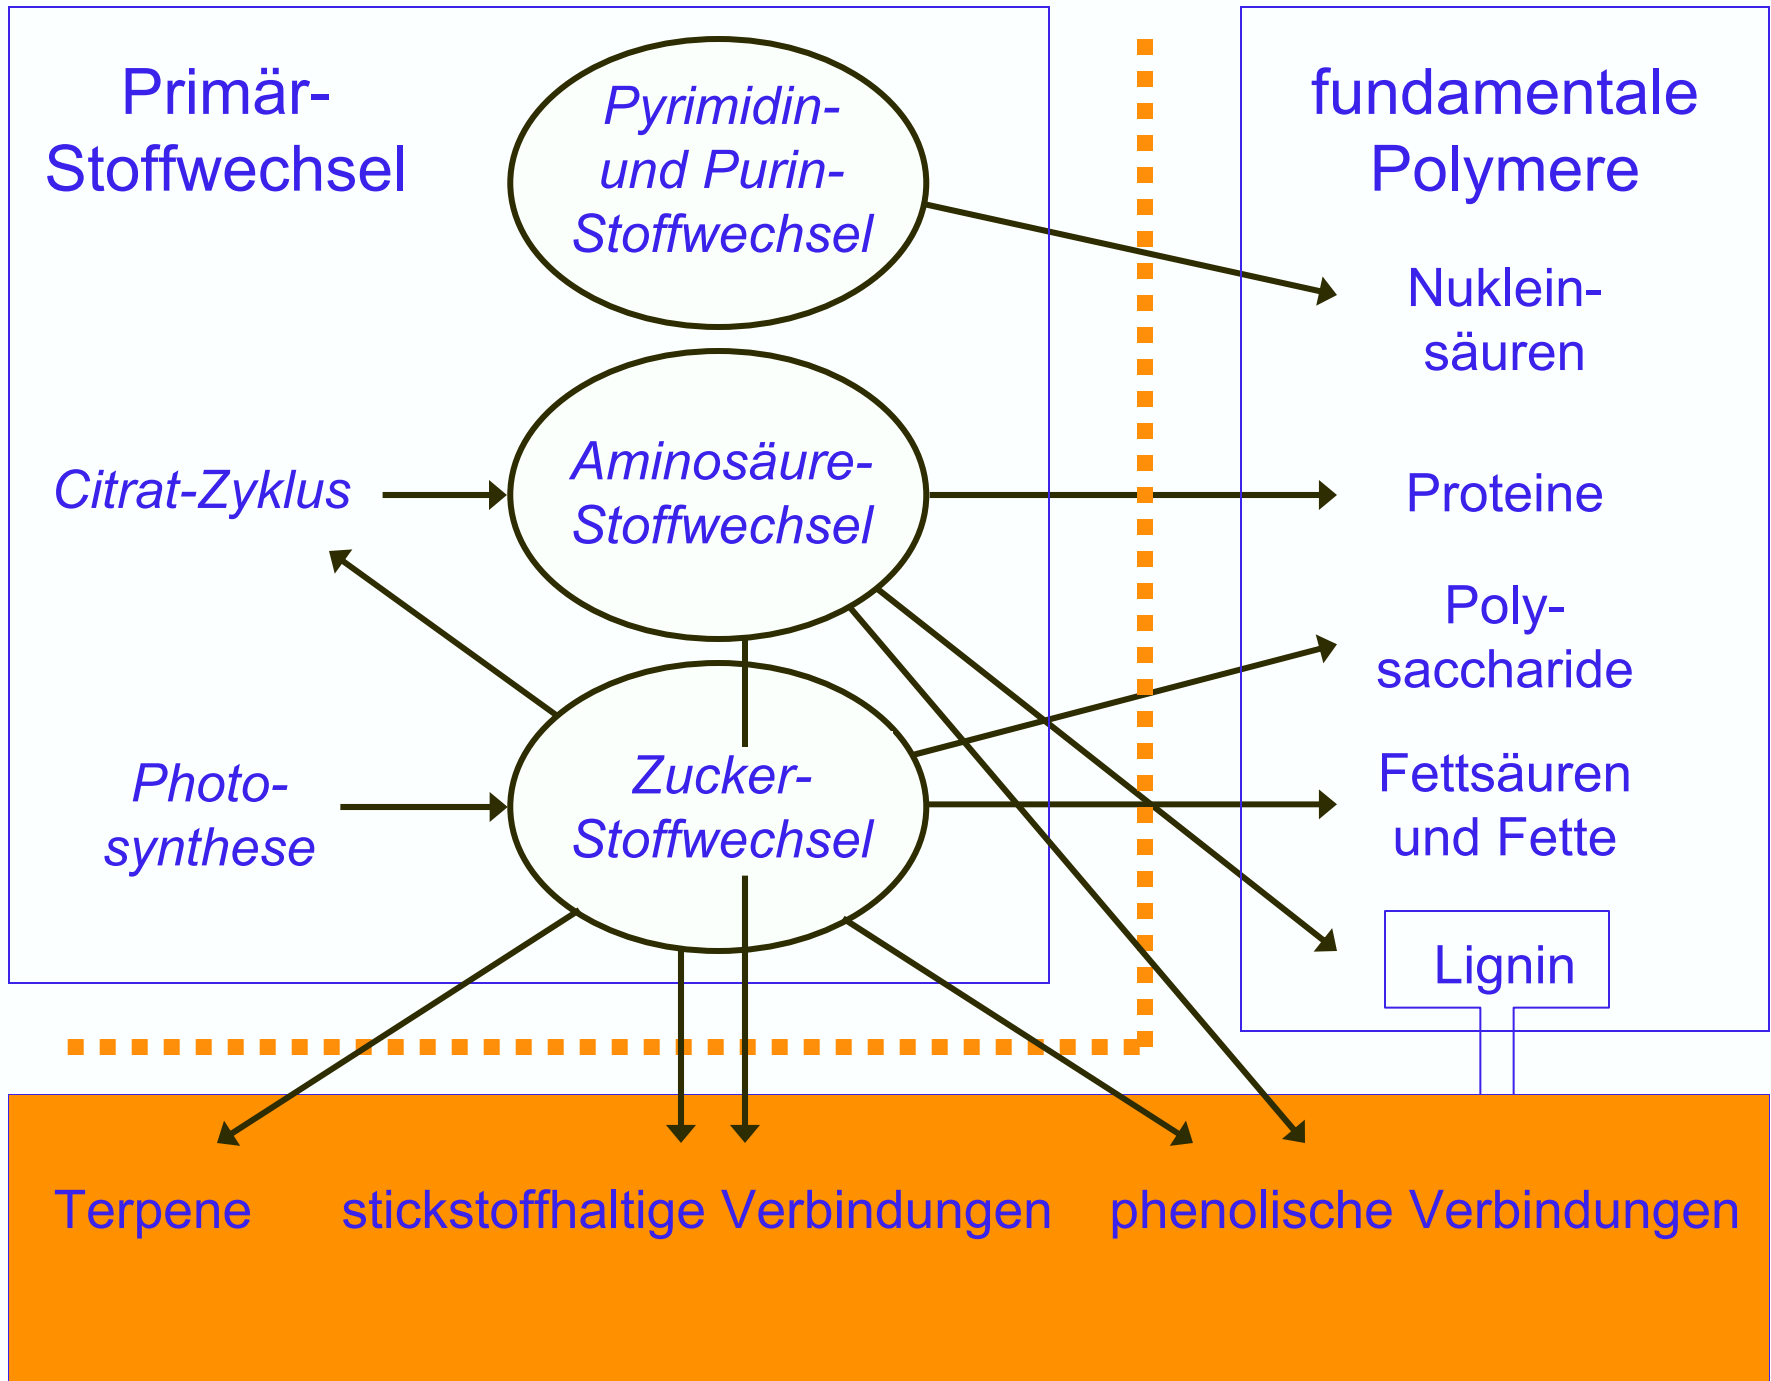 Primär-
Stoffwechsel
Pyrimidin-
und Purin-
Stoffwechsel
Citrat-Zyklus
Aminosäure-
Stoffwechsel
Photo-
synthese
Zucker-
Stoffwechsel
fundamentale
Polymere
Nuklein-
säuren
Proteine
Poly-
saccharide
Fettsäuren
und Fette
Lignin
Terpene
stickstoffhaltige Verbindungen
phenolische Verbindungen